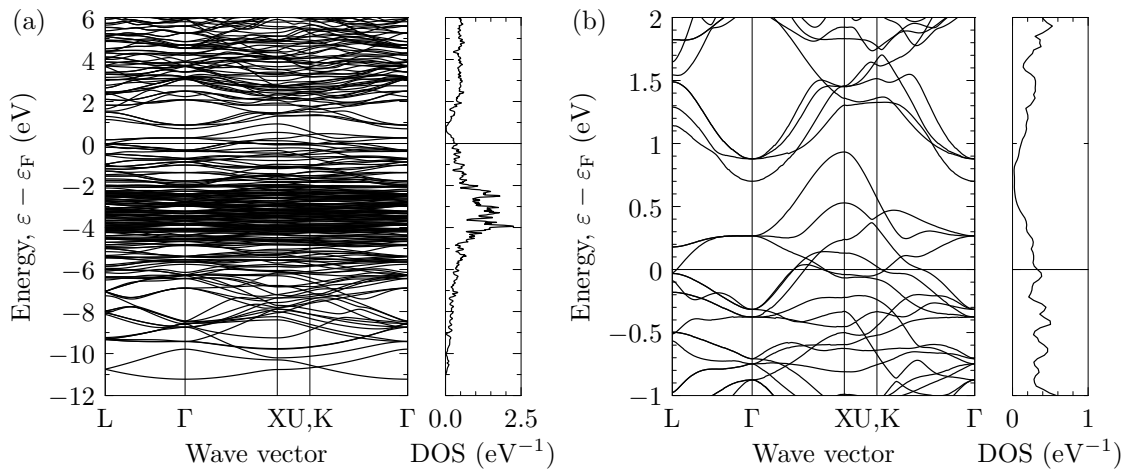 (a)
Energy, ε − ε_F (eV)
6
4
2
0
−2
−4
−6
−8
−10
−12
L Γ XU,K Γ
Wave vector
0.0 2.5
DOS (eV⁻¹)
(b)
Energy, ε − ε_F (eV)
2
1.5
1
0.5
0
−0.5
−1
L Γ XU,K Γ
Wave vector
0 1
DOS (eV⁻¹)